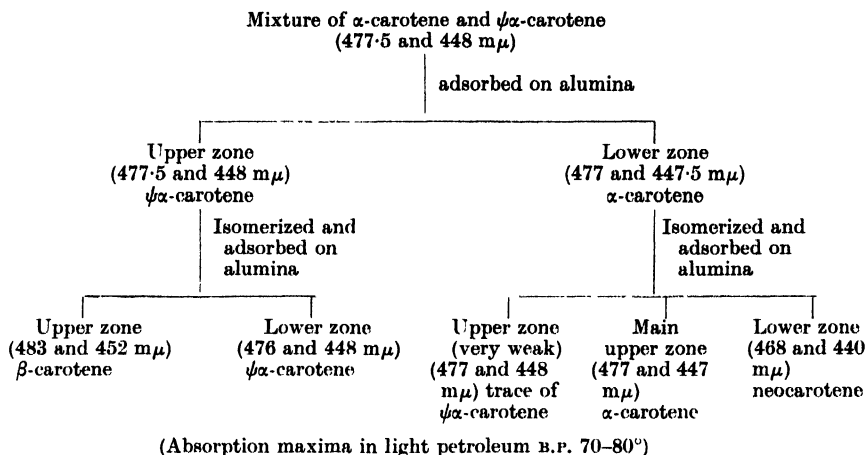 Mixture of α-carotene and ψα-carotene
(477·5 and 448 mμ)
adsorbed on alumina
Upper zone
(477·5 and 448 mμ)
ψα-carotene
Lower zone
(477 and 447·5 mμ)
α-carotene
Isomerized and
adsorbed on
alumina
Isomerized and
adsorbed on
alumina
Upper zone
(483 and 452 mμ)
β-carotene
Lower zone
(476 and 448 mμ)
ψα-carotene
Upper zone
(very weak)
(477 and 448
mμ) trace of
ψα-carotene
Main
upper zone
(477 and 447
mμ)
α-carotene
Lower zone
(468 and 440
mμ)
neocarotene
(Absorption maxima in light petroleum B.P. 70–80°)